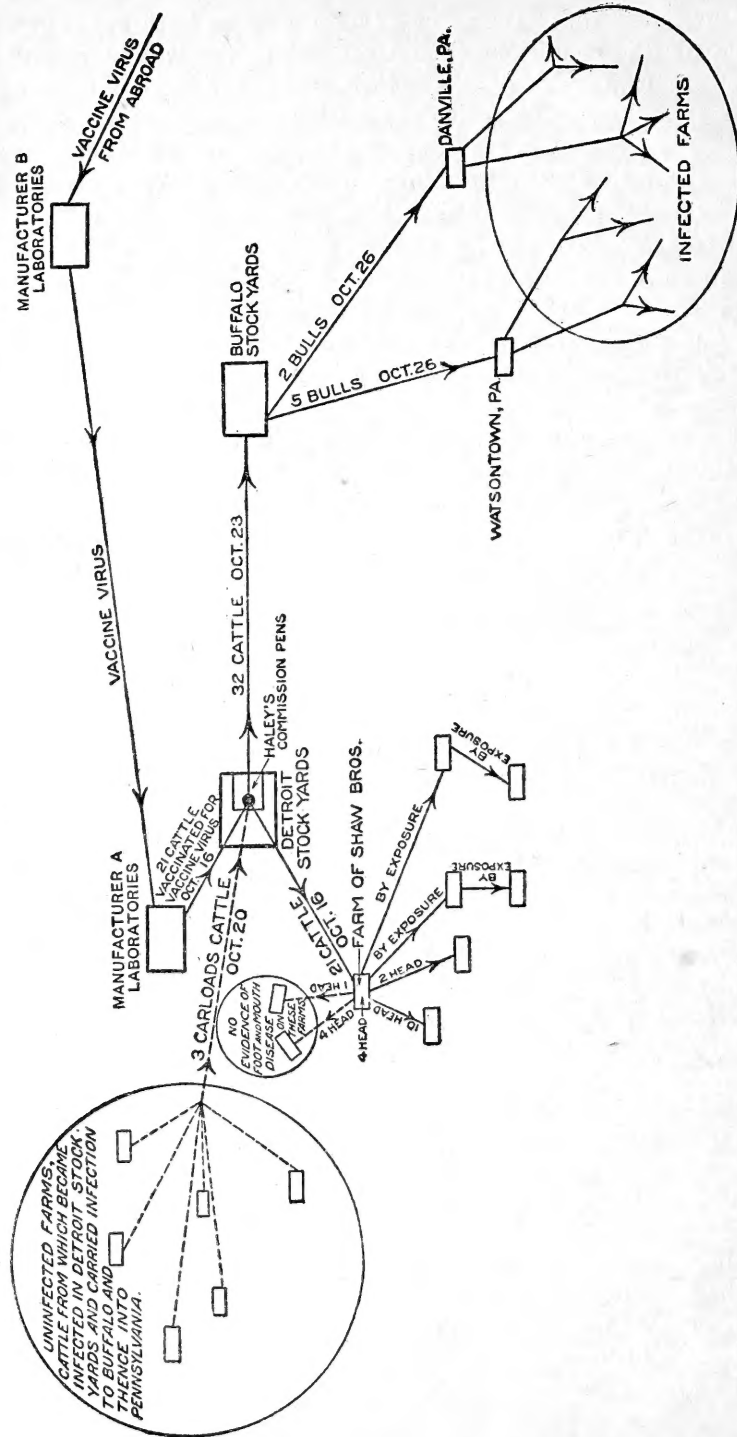 UNINFECTED FARMS,
CATTLE FROM WHICH BECAME
INFECTED IN DETROIT STOCK
YARDS AND CARRIED INFECTION
TO BUFFALO AND
THENCE INTO
PENNSYLVANIA.
3 CARLOADS CATTLE
OCT. 20
MANUFACTURER A
LABORATORIES
21 CATTLE
VACCINATED FOR
VACCINE VIRUS
OCT. 16
VACCINE VIRUS
MANUFACTURER B
LABORATORIES
VACCINE VIRUS
FROM ABROAD
HALEY'S
COMMISSION PENS
DETROIT
STOCK YARDS
32 CATTLE OCT. 23
BUFFALO
STOCK YARDS
2 BULLS OCT. 26
5 BULLS OCT. 26
DANVILLE, PA.
WATSONTOWN, PA.
INFECTED FARMS
21 CATTLE
OCT. 16
FARM OF SHAW BROS.
NO
EVIDENCE OF
FOOT AND MOUTH
DISEASE ON
THESE
FARMS
1 HEAD
4 HEAD
4 HEAD
10 HEAD
2 HEAD
BY EXPOSURE
BY
EXPOSURE
BY EXPOSURE
BY
EXPOSURE